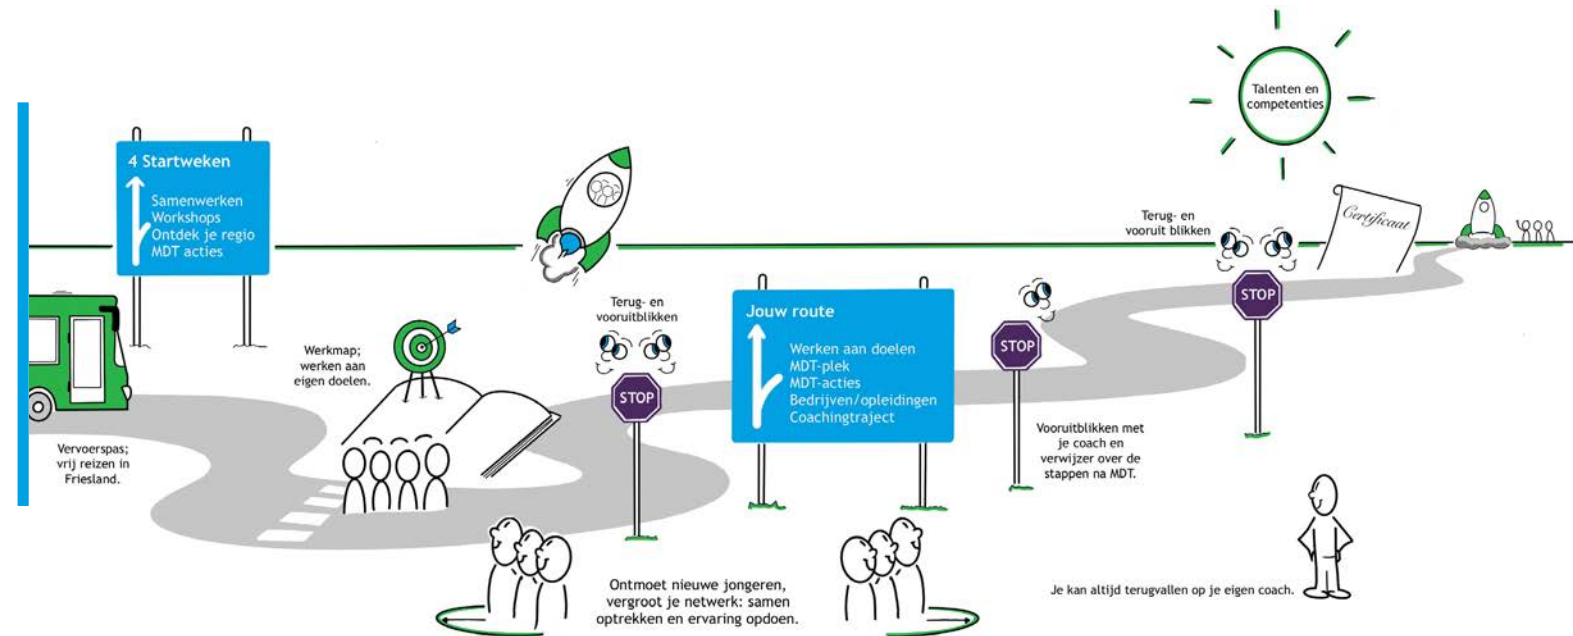 4 Startweken
Samenwerken
Workshops
Ontdek je regio
MDT acties
Vervoerspas;
vrij reizen in
Friesland.
Werkmap;
werken aan
eigen doelen.
Terug- en
vooruitblikken
STOP
Ontmoet nieuwe jongeren,
vergroot je netwerk: samen
optrekken en ervaring opdoen.
Jouw route
Werken aan doelen
MDT-plek
MDT-acties
Bedrijven/opleidingen
Coachingtraject
STOP
Vooruitblikken met
je coach en
verwijzer over de
stappen na MDT.
Terug- en
vooruit blikken
STOP
Talenten en
competenties
Certificaat
Je kan altijd terugvallen op je eigen coach.